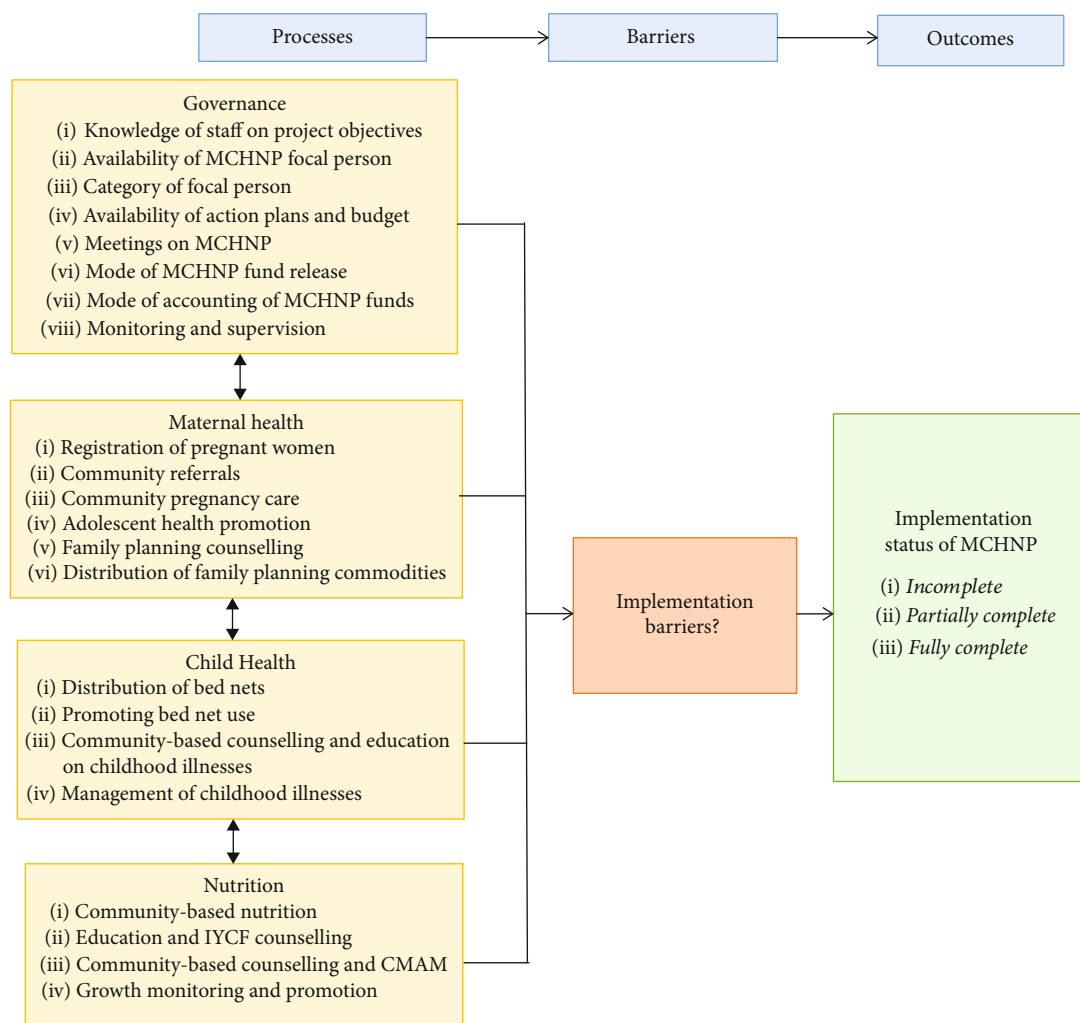 Processes
Barriers
Outcomes
Governance
(i) Knowledge of staff on project objectives
(ii) Availability of MCHNP focal person
(iii) Category of focal person
(iv) Availability of action plans and budget
(v) Meetings on MCHNP
(vi) Mode of MCHNP fund release
(vii) Mode of accounting of MCHNP funds
(viii) Monitoring and supervision
Maternal health
(i) Registration of pregnant women
(ii) Community referrals
(iii) Community pregnancy care
(iv) Adolescent health promotion
(v) Family planning counselling
(vi) Distribution of family planning commodities
Child Health
(i) Distribution of bed nets
(ii) Promoting bed net use
(iii) Community-based counselling and education
on childhood illnesses
(iv) Management of childhood illnesses
Nutrition
(i) Community-based nutrition
(ii) Education and IYCF counselling
(iii) Community-based counselling and CMAM
(iv) Growth monitoring and promotion
Implementation
barriers?
Implementation
status of MCHNP
(i) Incomplete
(ii) Partially complete
(iii) Fully complete